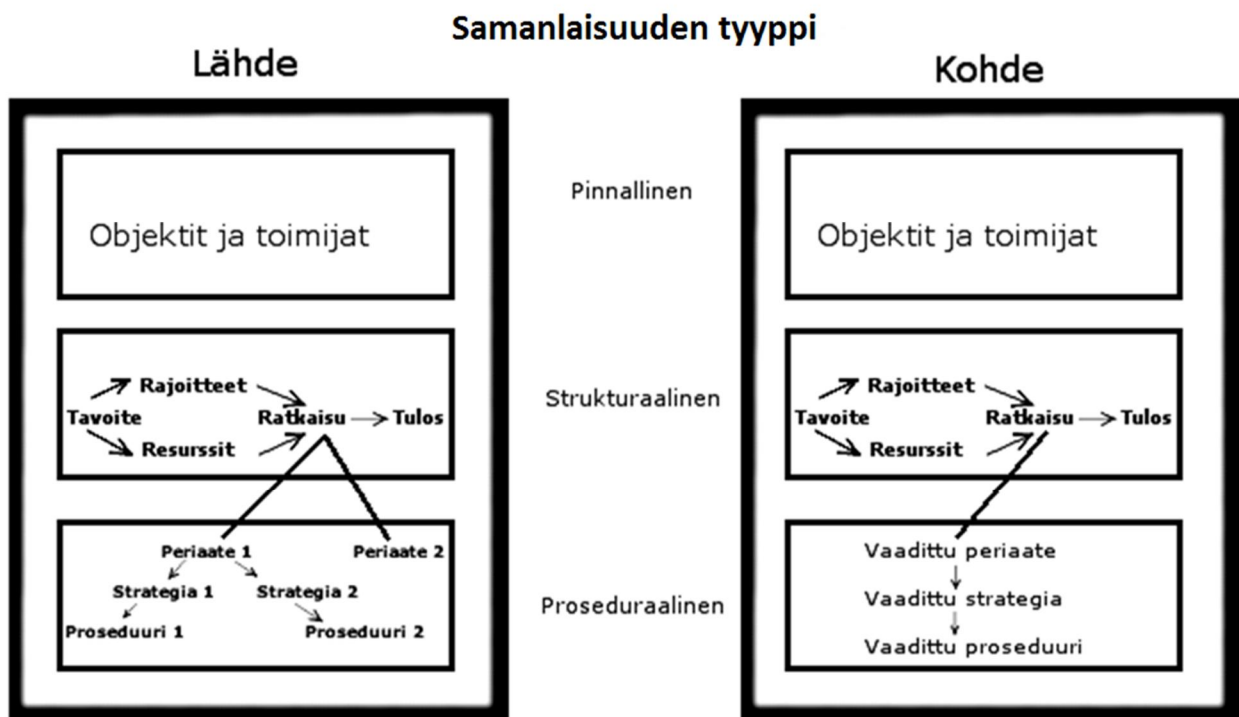 Samanlaisuuden tyyppi
Lähde
Kohde
Objektit ja toimijat
Pinnallinen
Objektit ja toimijat
Rajoitteet
Tavoite Ratkaisu Tulos
Resurssit
Strukturaalinen
Rajoitteet
Tavoite Ratkaisu Tulos
Resurssit
Periaate 1 Periaate 2
Strategia 1 Strategia 2
Proseduuri 1 Proseduuri 2
Proseduraalinen
Vaadittu periaate
Vaadittu strategia
Vaadittu proseduuri